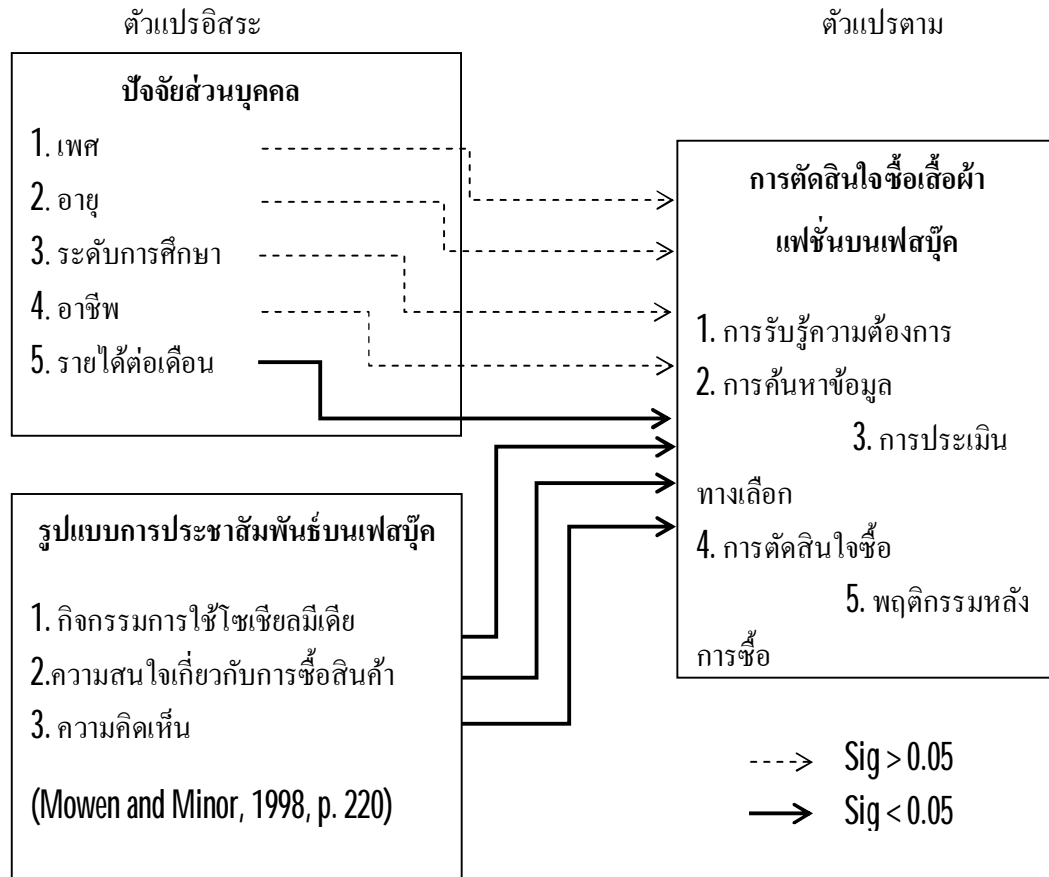 ตัวแปรอิสระ
ตัวแปรตาม
ปัจจัยส่วนบุคคล
1. เพศ
2. อายุ
3. ระดับการศึกษา
4. อาชีพ
5. รายได้ต่อเดือน
รูปแบบการประชาสัมพันธ์บนเฟสบุ๊ค
1. กิจกรรมการใช้โซเชียลมีเดีย
2.ความสนใจเกี่ยวกับการซื้อสินค้า
3. ความคิดเห็น
(Mowen and Minor, 1998, p. 220)
การตัดสินใจซื้อเสื้อผ้า
แฟชั่นบนเฟสบุ๊ค
1. การรับรู้ความต้องการ
2. การค้นหาข้อมูล
3. การประเมิน
ทางเลือก
4. การตัดสินใจซื้อ
5. พฤติกรรมหลัง
การซื้อ
Sig > 0.05
Sig < 0.05